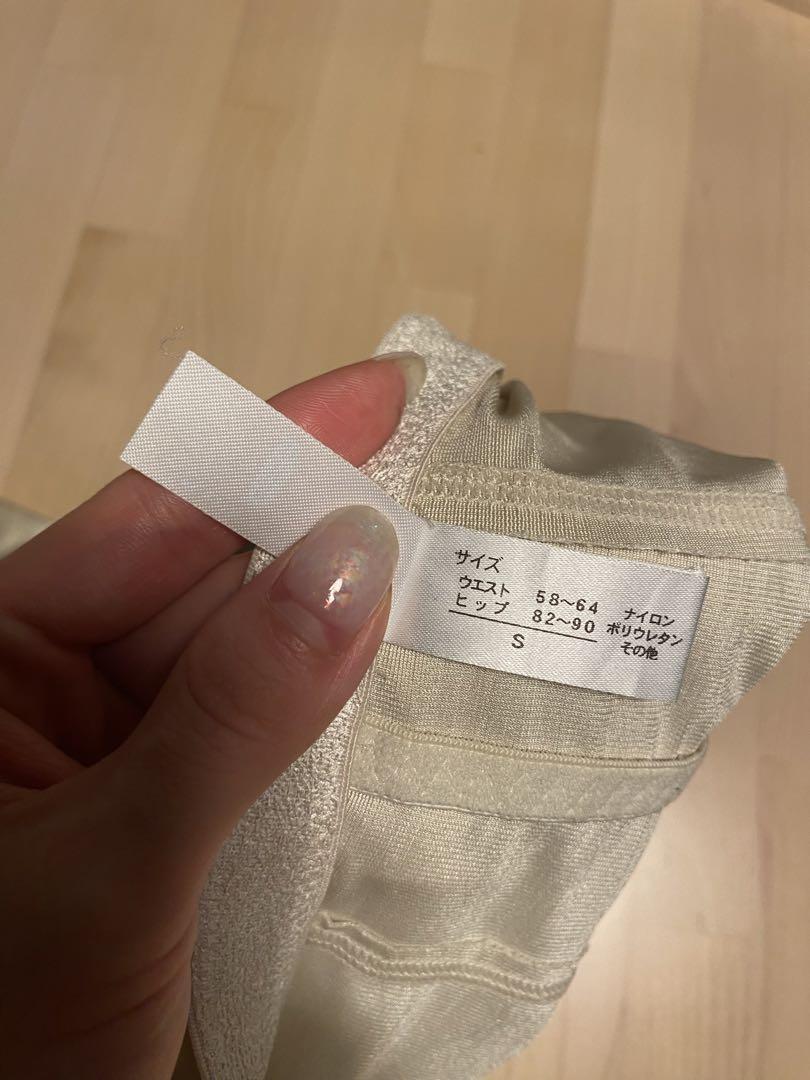 サイズ
ウエスト 58〜64
ヒップ 82〜90
S
ナイロン
ポリウレタン
その他